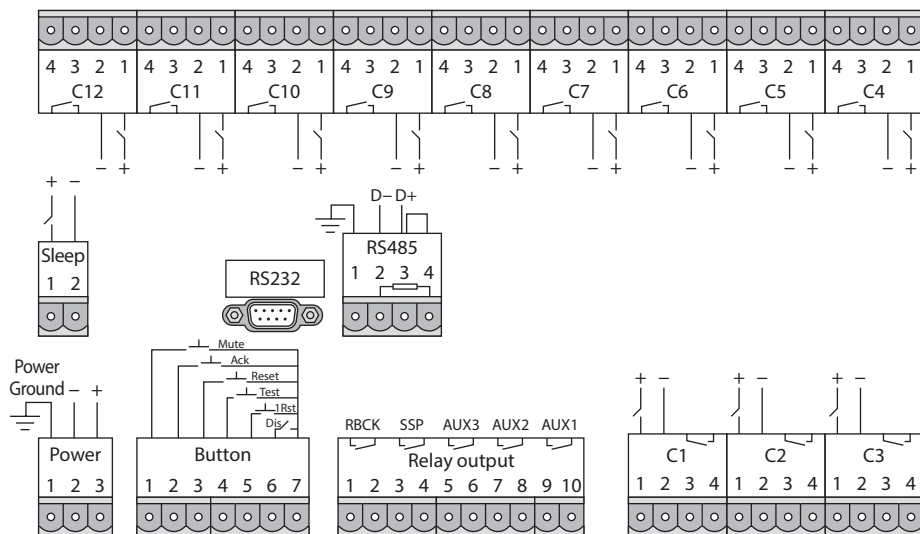 4 3 2 1 4 3 2 1 4 3 2 1 4 3 2 1 4 3 2 1 4 3 2 1 4 3 2 1 4 3 2 1 4 3 2 1
C12 C11 C10 C9 C8 C7 C6 C5 C4
− + − + − + − + − + − + − + − + − +
+ −
Sleep
1 2
RS232
D− D+
RS485
1 2 3 4
Power
Ground − +
Power
1 2 3
Mute
Ack
Reset
Test
1Rst
Dis
Button
1 2 3 4 5 6 7
RBCK SSP AUX3 AUX2 AUX1
Relay output
1 2 3 4 5 6 7 8 9 10
+ − + − + −
C1 C2 C3
1 2 3 4 1 2 3 4 1 2 3 4